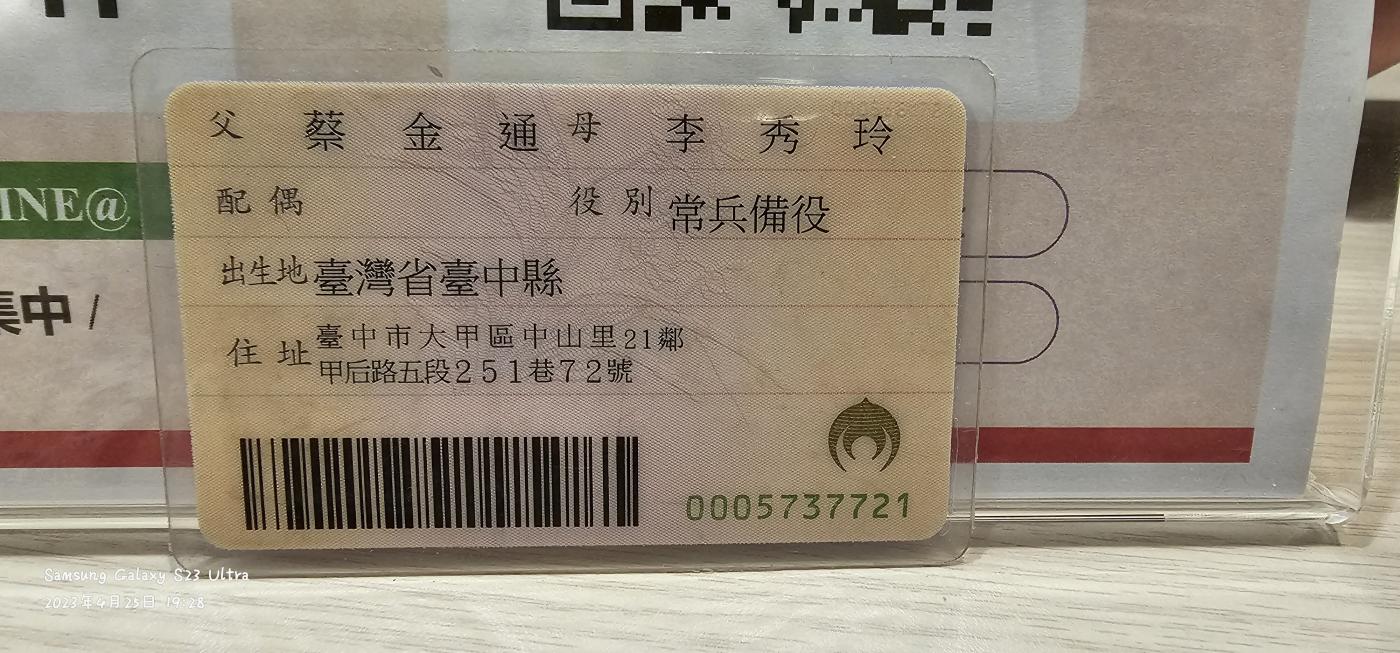 INE@
集中 /
父 蔡金通 母 李秀玲
配偶 役別 常兵備役
出生地 臺灣省臺中縣
住址 臺中市大甲區中山里21鄰
甲后路五段251巷72號
0005737721
Samsung Galaxy S23 Ultra
2023年4月25日 19:28